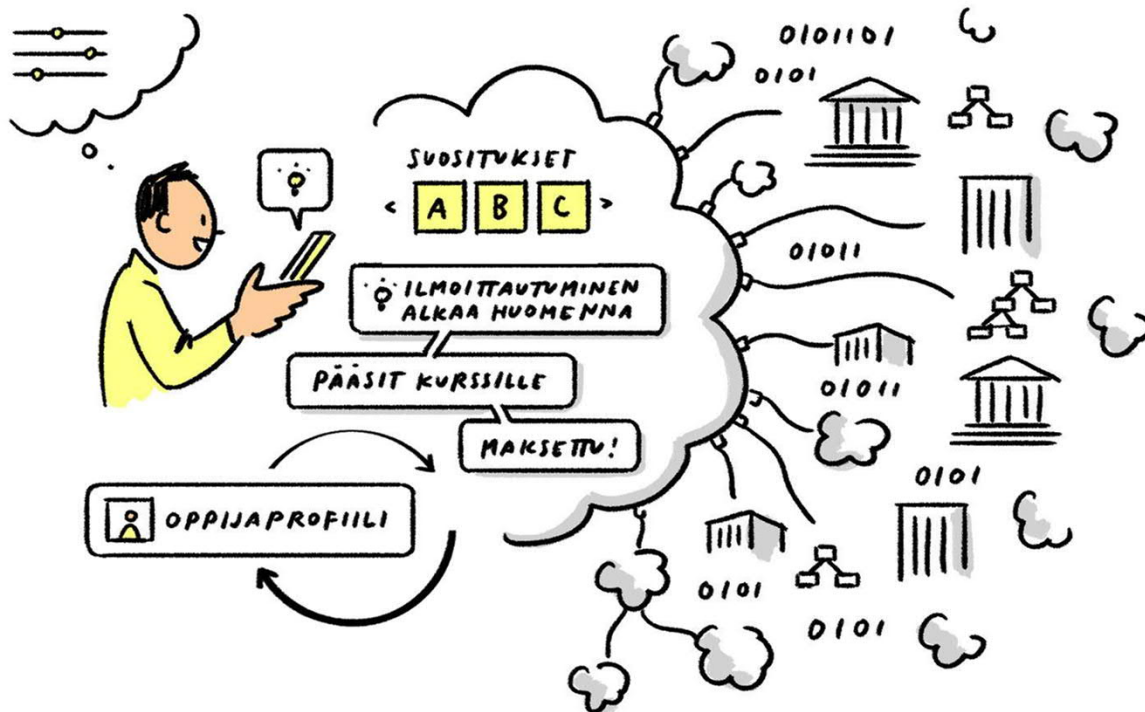 SUOSITUKSET
< A B C >
ILMOITTAUTUMINEN
ALKAA HUOMENNA
PÄÄSIT KURSSILLE
MAKSETTU!
OPPIJAPROFIILI
0101101
0101
01011
01011
0101
0101
0101